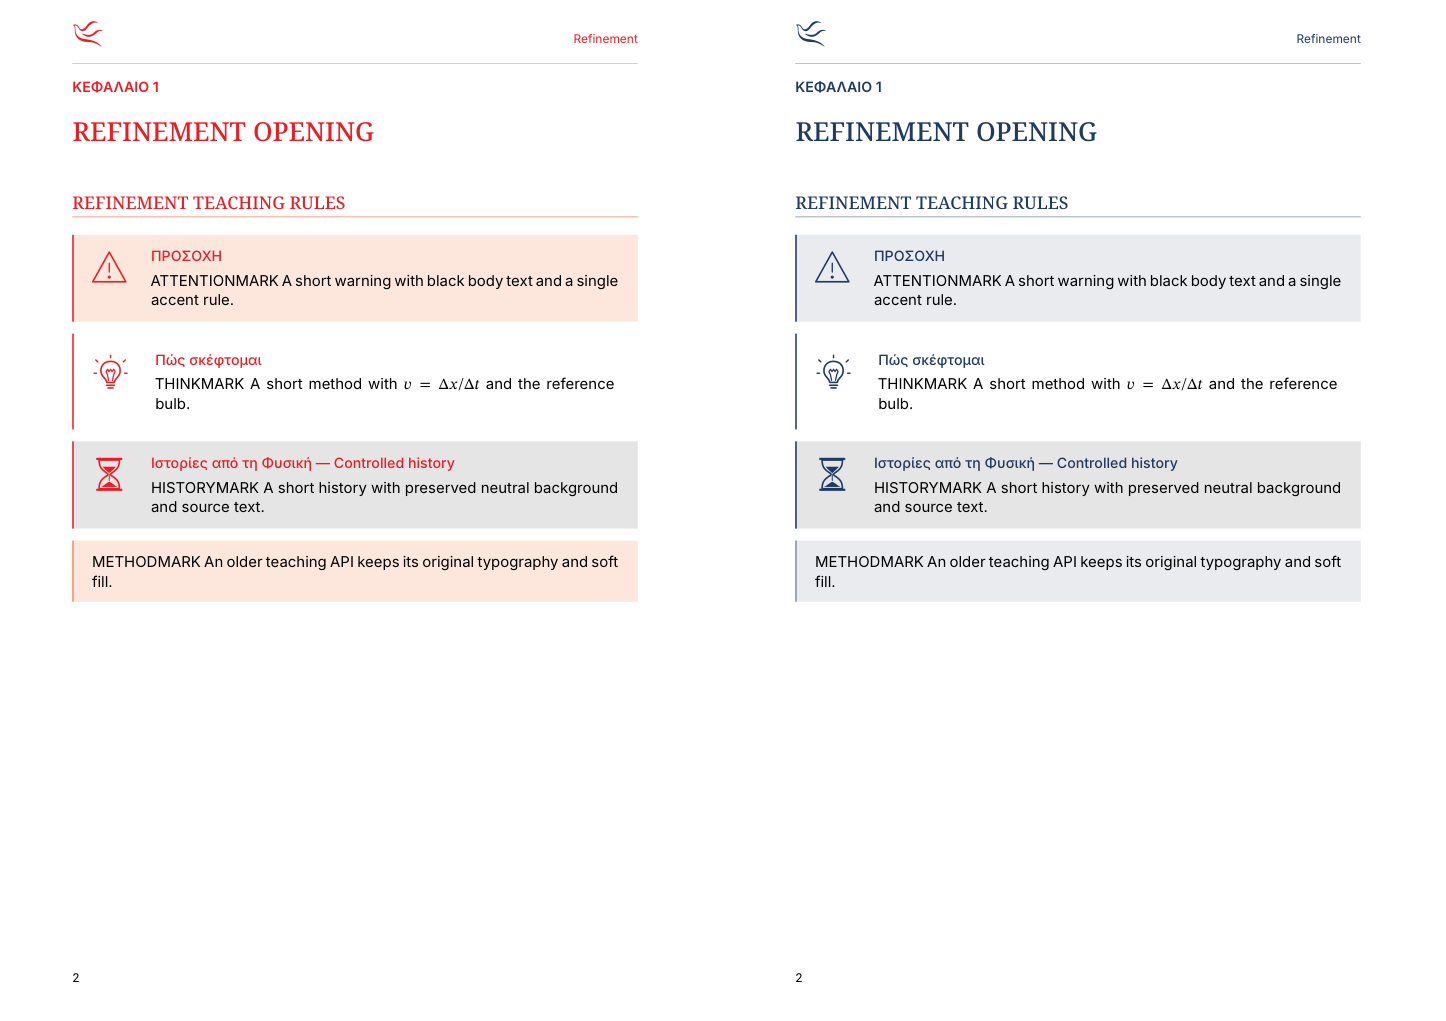 Refinement
ΚΕΦΑΛΑΙΟ 1
REFINEMENT OPENING
REFINEMENT TEACHING RULES
ΠΡΟΣΟΧΗ
ATTENTIONMARK A short warning with black body text and a single
accent rule.
Πώς σκέφτομαι
THINKMARK A short method with υ = Δx/Δt and the reference
bulb.
Ιστορίες από τη Φυσική — Controlled history
HISTORYMARK A short history with preserved neutral background
and source text.
METHODMARK An older teaching API keeps its original typography and soft
fill.
2
Refinement
ΚΕΦΑΛΑΙΟ 1
REFINEMENT OPENING
REFINEMENT TEACHING RULES
ΠΡΟΣΟΧΗ
ATTENTIONMARK A short warning with black body text and a single
accent rule.
Πώς σκέφτομαι
THINKMARK A short method with υ = Δx/Δt and the reference
bulb.
Ιστορίες από τη Φυσική — Controlled history
HISTORYMARK A short history with preserved neutral background
and source text.
METHODMARK An older teaching API keeps its original typography and soft
fill.
2